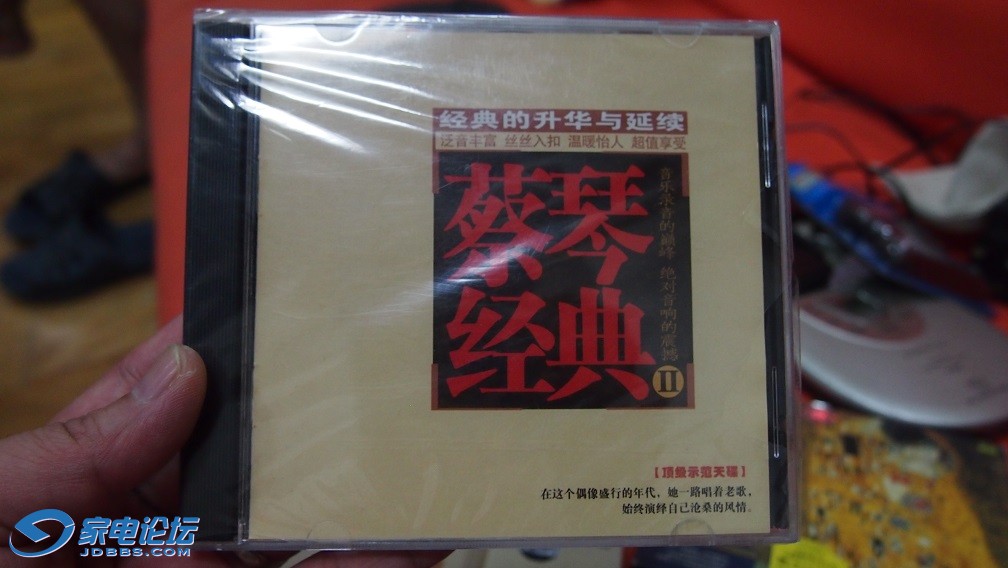 经典的升华与延续
泛音丰富 丝丝入扣 温暖怡人 超值享受
蔡琴
经典
音乐录音的巅峰 绝对音响的震撼
II
【顶级示范天碟】
在这个偶像盛行的年代，她一路唱着老歌，
始终演绎自己沧桑的风情。
家电论坛
JDBBS.COM